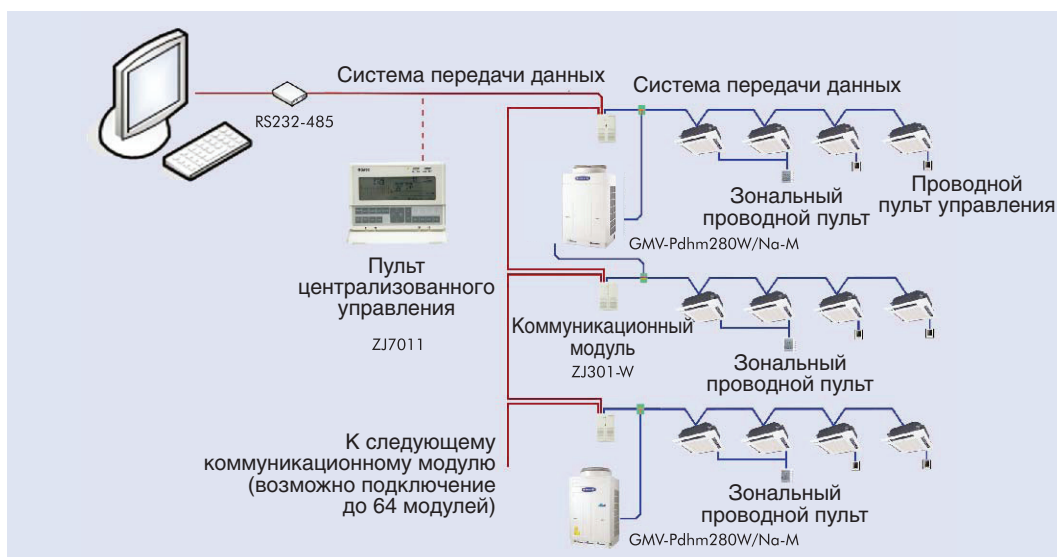 Система передачи данных
Система передачи данных
RS232-485
Зональный
проводной пульт
Проводной
пульт управления
GMV-Pdhm280W/Na-M
Пульт
централизованного
управления
ZJ7011
Коммуникационный
модуль
ZJ301-W
Зональный
проводной пульт
К следующему
коммуникационному модулю
(возможно подключение
до 64 модулей)
Зональный
проводной пульт
GMV-Pdhm280W/Na-M